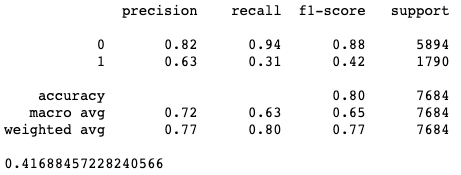 precision recall f1-score support
0 0.82 0.94 0.88 5894
1 0.63 0.31 0.42 1790
accuracy 0.80 7684
macro avg 0.72 0.63 0.65 7684
weighted avg 0.77 0.80 0.77 7684
0.41688457228240566